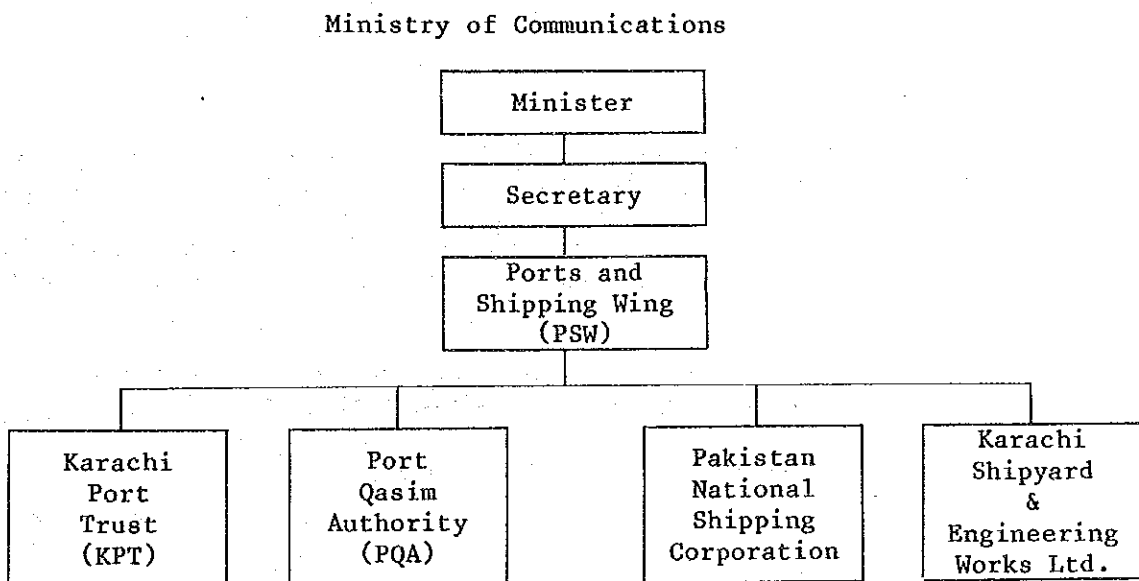 Ministry of Communications
Minister
Secretary
Ports and
Shipping Wing
(PSW)
Karachi
Port
Trust
(KPT)
Port
Qasim
Authority
(PQA)
Pakistan
National
Shipping
Corporation
Karachi
Shipyard
&
Engineering
Works Ltd.